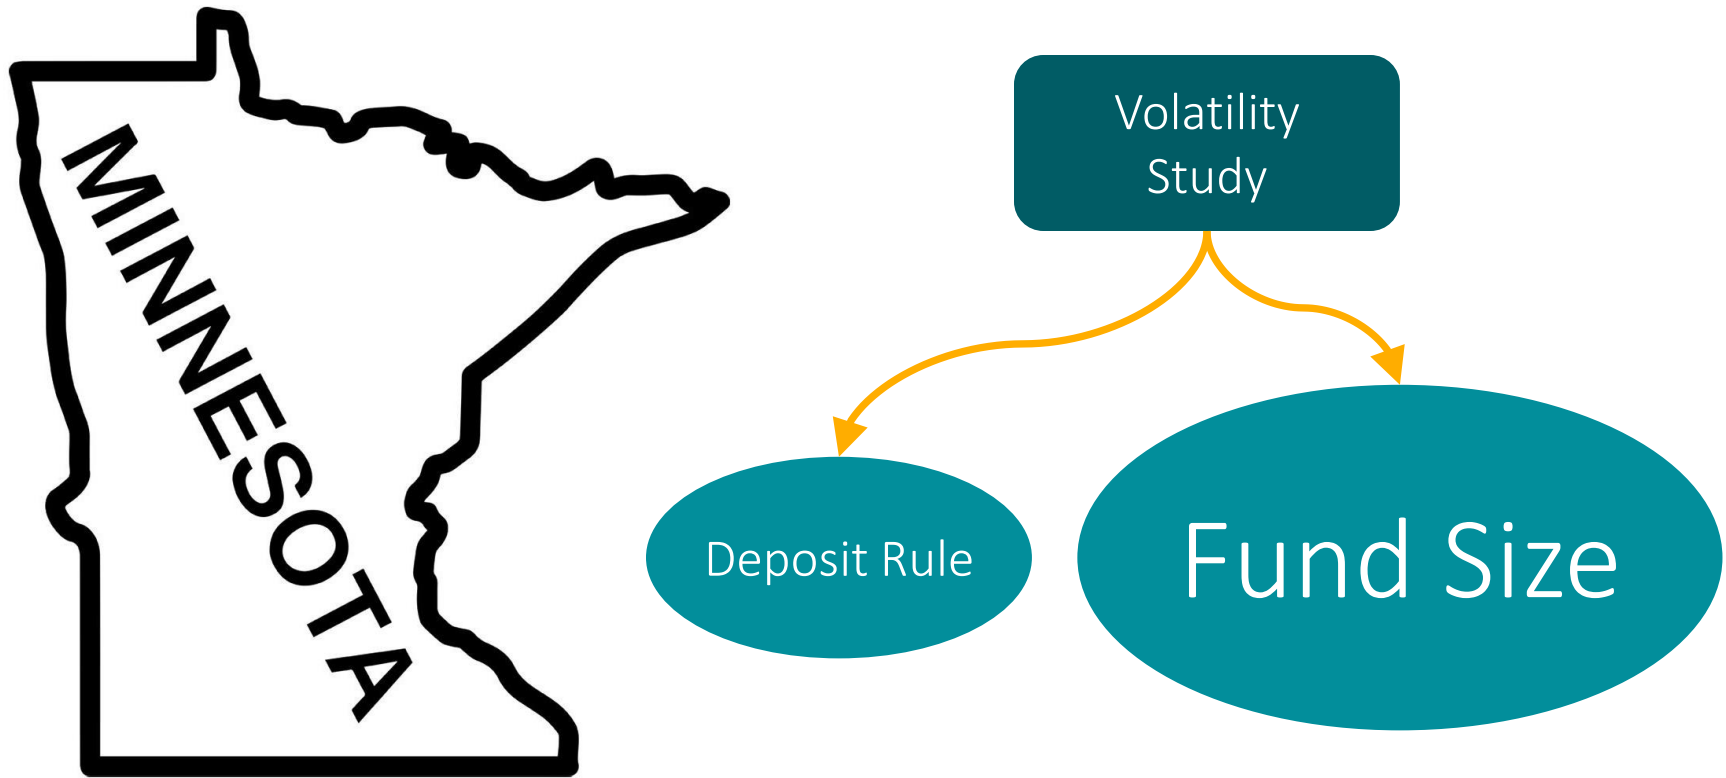 MINNESOTA
Volatility
Study
Deposit Rule
Fund Size